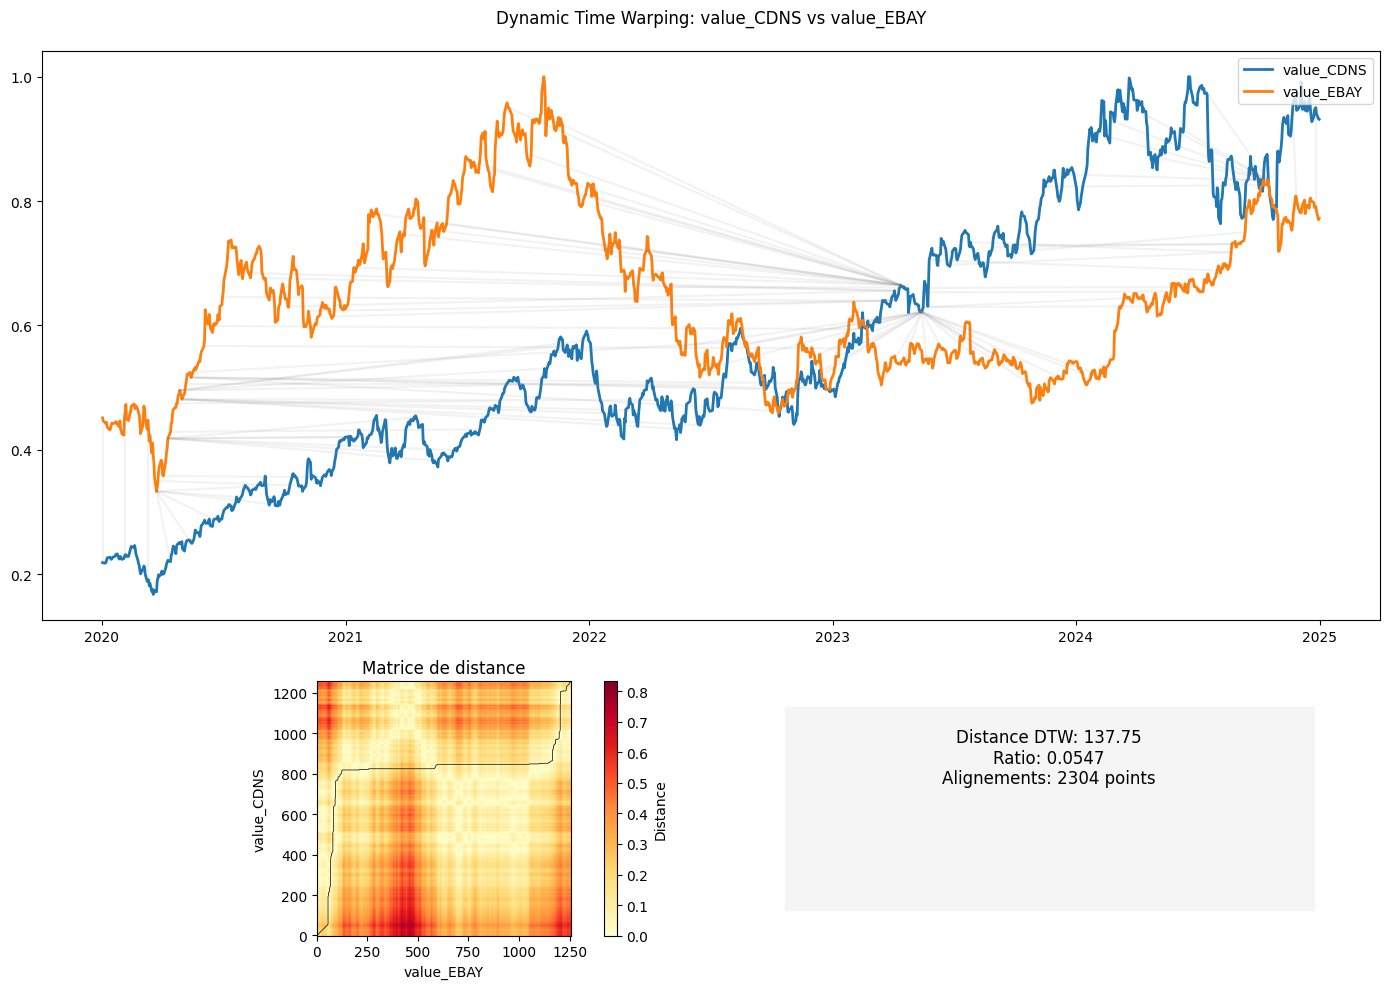 Dynamic Time Warping: value_CDNS vs value_EBAY
value_CDNS
value_EBAY
1.0
0.8
0.6
0.4
0.2
2020 2021 2022 2023 2024 2025
Matrice de distance
value_CDNS
1200
1000
800
600
400
200
0
0 250 500 750 1000 1250
value_EBAY
0.8
0.7
0.6
0.5
0.4
0.3
0.2
0.1
0.0
Distance
Distance DTW: 137.75
Ratio: 0.0547
Alignements: 2304 points